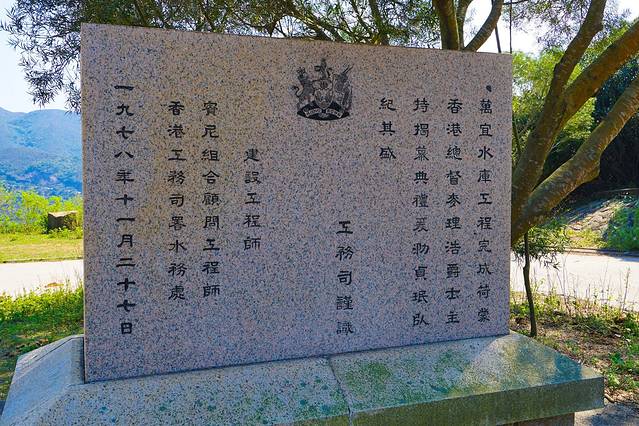 萬宜水庫工程完成荷蒙
香港總督麥理浩爵士主
持揭幕典禮爰泐貞珉以
紀其盛
工務司謹識
建設工程師
賓尼組合顧問工程師
香港工務司署水務處
一九七八年十一月二十七日